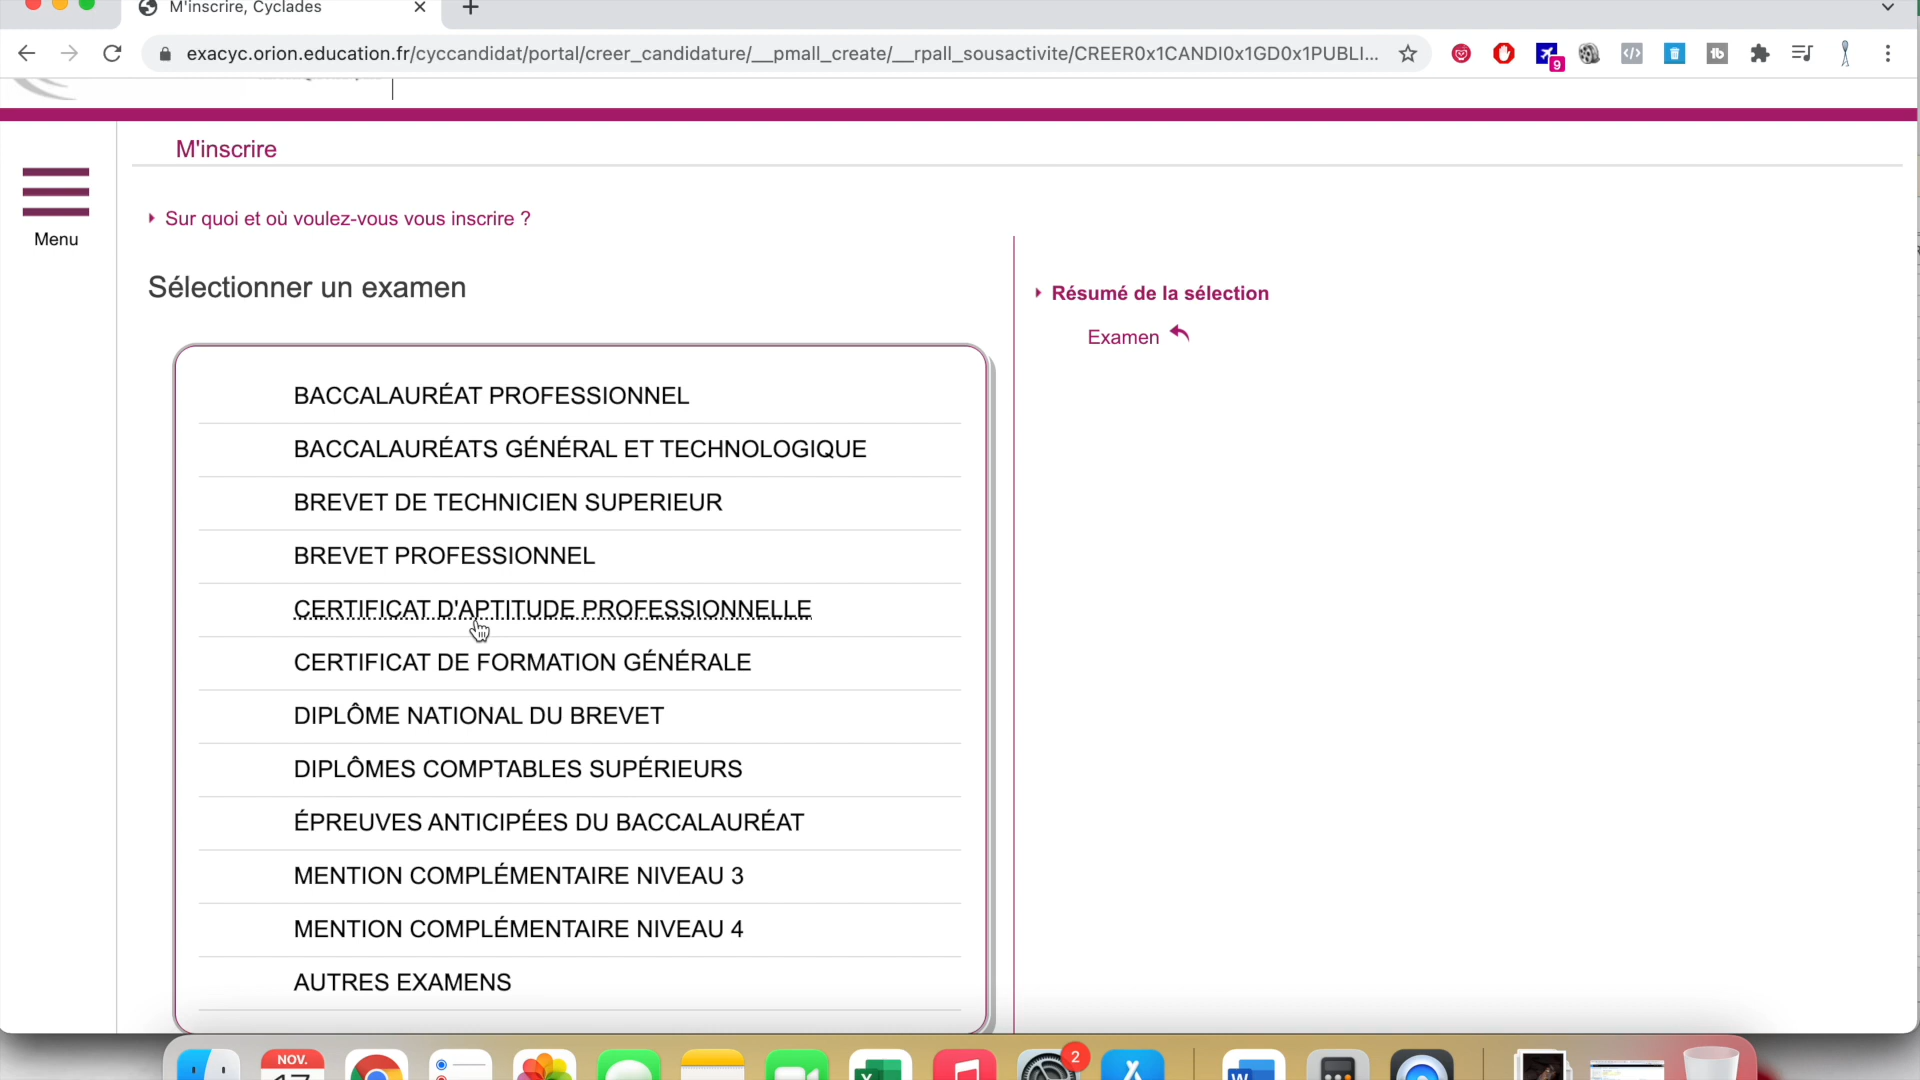 M'inscrire, Cyclades
exacyc.orion.education.fr/cyccandidat/portal/creer_candidature/__pmall_create/__rpall_sousactivite/CREER0x1CANDI0x1GD0x1PUBLI...
9
M'inscrire
Menu
Sur quoi et où voulez-vous vous inscrire ?
Sélectionner un examen
BACCALAURÉAT PROFESSIONNEL
BACCALAURÉATS GÉNÉRAL ET TECHNOLOGIQUE
BREVET DE TECHNICIEN SUPERIEUR
BREVET PROFESSIONNEL
CERTIFICAT D'APTITUDE PROFESSIONNELLE
CERTIFICAT DE FORMATION GÉNÉRALE
DIPLÔME NATIONAL DU BREVET
DIPLÔMES COMPTABLES SUPÉRIEURS
ÉPREUVES ANTICIPÉES DU BACCALAURÉAT
MENTION COMPLÉMENTAIRE NIVEAU 3
MENTION COMPLÉMENTAIRE NIVEAU 4
AUTRES EXAMENS
Résumé de la sélection
Examen
NOV.
17
2